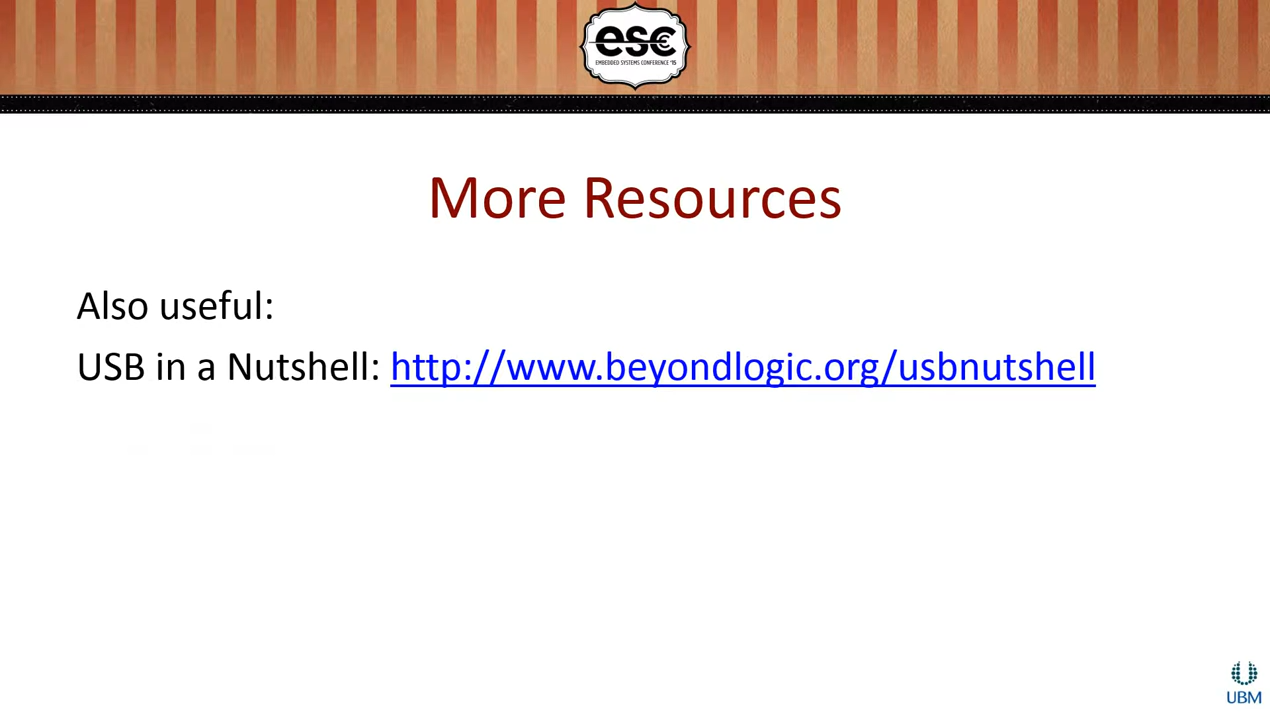 esc
EMBEDDED SYSTEMS CONFERENCE '15
More Resources
Also useful:
USB in a Nutshell: http://www.beyondlogic.org/usbnutshell
UBM